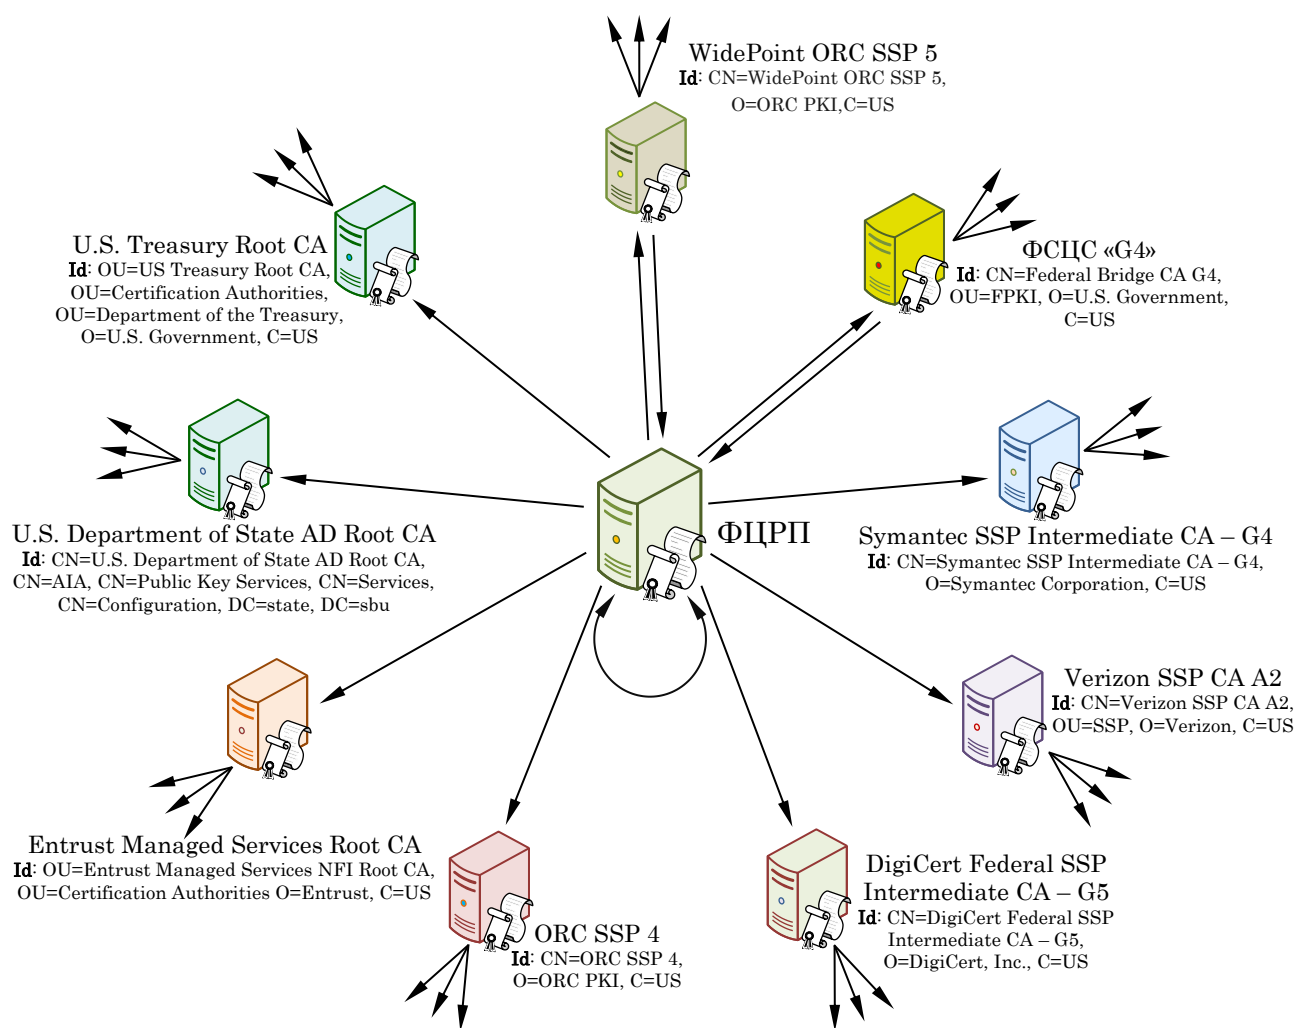 WidePoint ORC SSP 5
Id: CN=WidePoint ORC SSP 5,
O=ORC PKI,C=US
U.S. Treasury Root CA
Id: OU=US Treasury Root CA,
OU=Certification Authorities,
OU=Department of the Treasury,
O=U.S. Government, C=US
ФСЦС «G4»
Id: CN=Federal Bridge CA G4,
OU=FPKI, O=U.S. Government,
C=US
U.S. Department of State AD Root CA
Id: CN=U.S. Department of State AD Root CA,
CN=AIA, CN=Public Key Services, CN=Services,
CN=Configuration, DC=state, DC=sbu
ФЦРП
Symantec SSP Intermediate CA – G4
Id: CN=Symantec SSP Intermediate CA – G4,
O=Symantec Corporation, C=US
Verizon SSP CA A2
Id: CN=Verizon SSP CA A2,
OU=SSP, O=Verizon, C=US
Entrust Managed Services Root CA
Id: OU=Entrust Managed Services NFI Root CA,
OU=Certification Authorities O=Entrust, C=US
ORC SSP 4
Id: CN=ORC SSP 4,
O=ORC PKI, C=US
DigiCert Federal SSP
Intermediate CA – G5
Id: CN=DigiCert Federal SSP
Intermediate CA – G5,
O=DigiCert, Inc., C=US